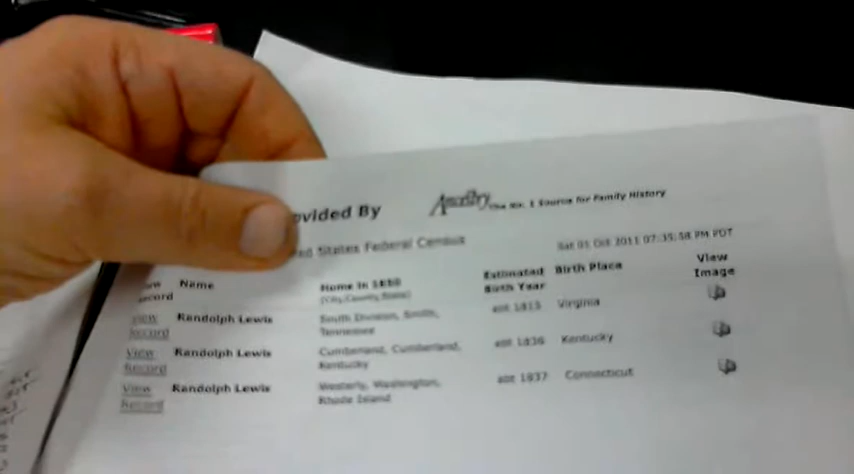 ovided By Ancestry The No. 1 Source for Family History
ed States Federal Census
Sat 01 Oct 2011 07:35:58 PM PDT
Name Home in (City,County,State) Estimated Birth Year Birth Place View Image
View Record Randolph Lewis South Division, Smith, Tennessee abt 1815 Virginia
View Record Randolph Lewis Cumberland, Cumberland, Kentucky abt Kentucky
View Record Randolph Lewis Westerly, Washington, Rhode Island abt 1837 Connecticut